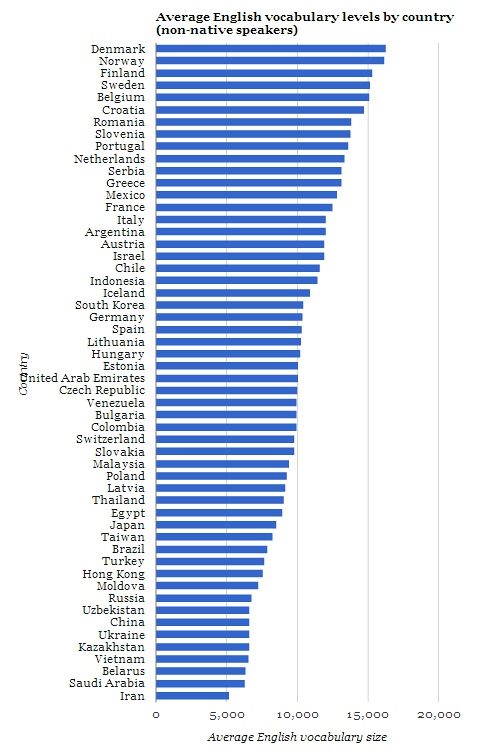 Average English vocabulary levels by country
(non-native speakers)
Denmark
Norway
Finland
Sweden
Belgium
Croatia
Romania
Slovenia
Portugal
Netherlands
Serbia
Greece
Mexico
France
Italy
Argentina
Austria
Israel
Chile
Indonesia
Iceland
South Korea
Germany
Spain
Lithuania
Hungary
Estonia
United Arab Emirates
Czech Republic
Venezuela
Bulgaria
Colombia
Switzerland
Slovakia
Malaysia
Poland
Latvia
Thailand
Egypt
Japan
Taiwan
Brazil
Turkey
Hong Kong
Moldova
Russia
Uzbekistan
China
Ukraine
Kazakhstan
Vietnam
Belarus
Saudi Arabia
Iran
Country
0 5,000 10,000 15,000 20,000
Average English vocabulary size